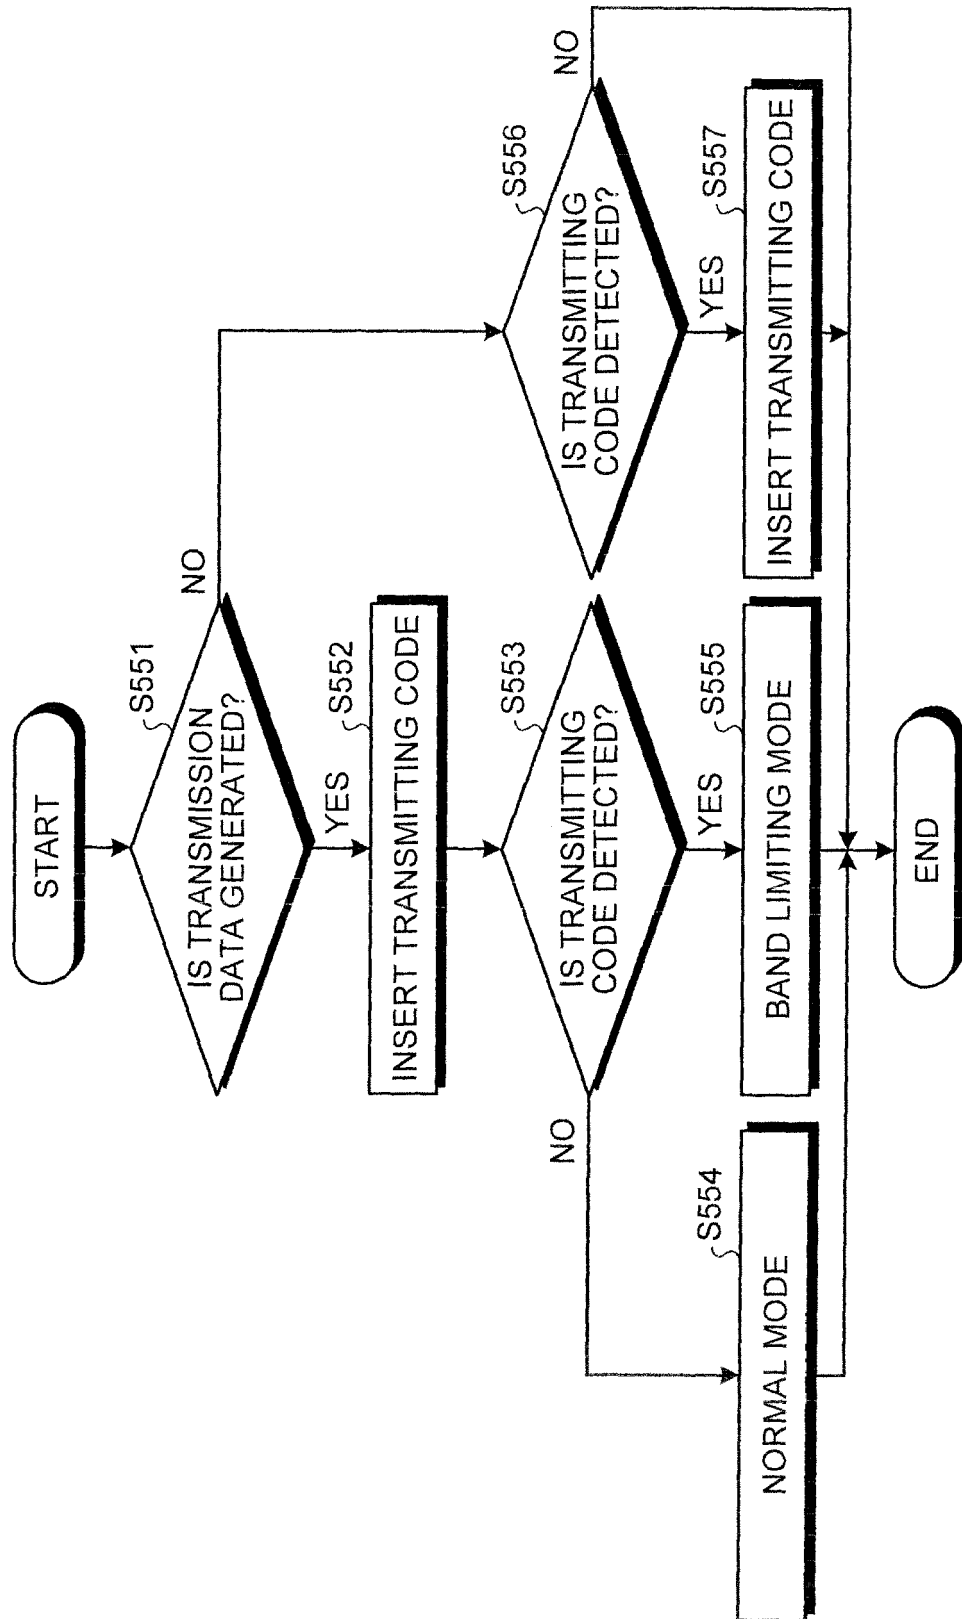 START
S551
IS TRANSMISSION
DATA GENERATED?
NO
YES
S552
INSERT TRANSMITTING CODE
S553
IS TRANSMITTING
CODE DETECTED?
NO
YES
S554
NORMAL MODE
S555
BAND LIMITING MODE
S556
IS TRANSMITTING
CODE DETECTED?
NO
YES
S557
INSERT TRANSMITTING CODE
END